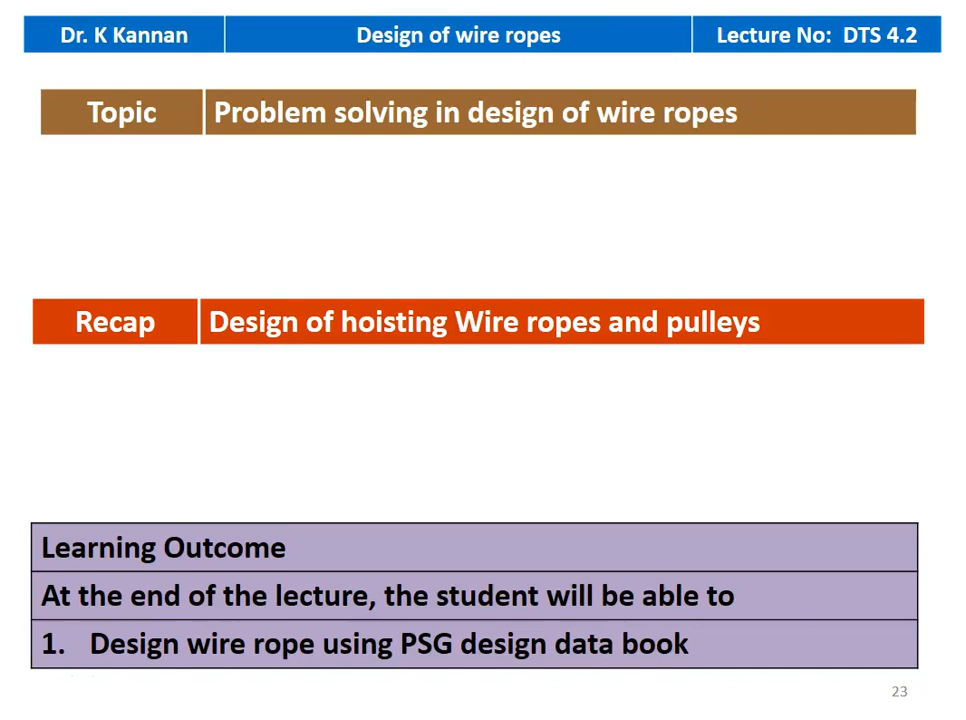 Dr. K Kannan Design of wire ropes Lecture No: DTS 4.2
Topic Problem solving in design of wire ropes
Recap Design of hoisting Wire ropes and pulleys
Learning Outcome
At the end of the lecture, the student will be able to
1. Design wire rope using PSG design data book
23